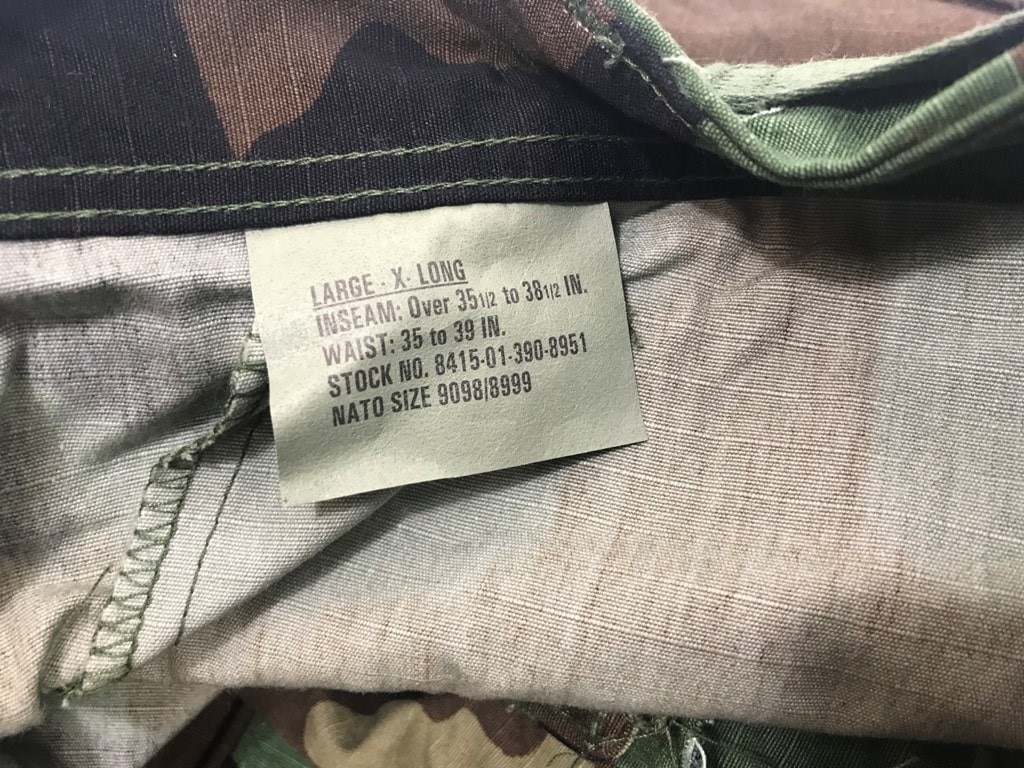 LARGE - X- LONG
INSEAM: Over 35 1/2 to 38 1/2 IN.
WAIST: 35 to 39 IN.
STOCK NO. 8415-01-390-8951
NATO SIZE 9098/8999